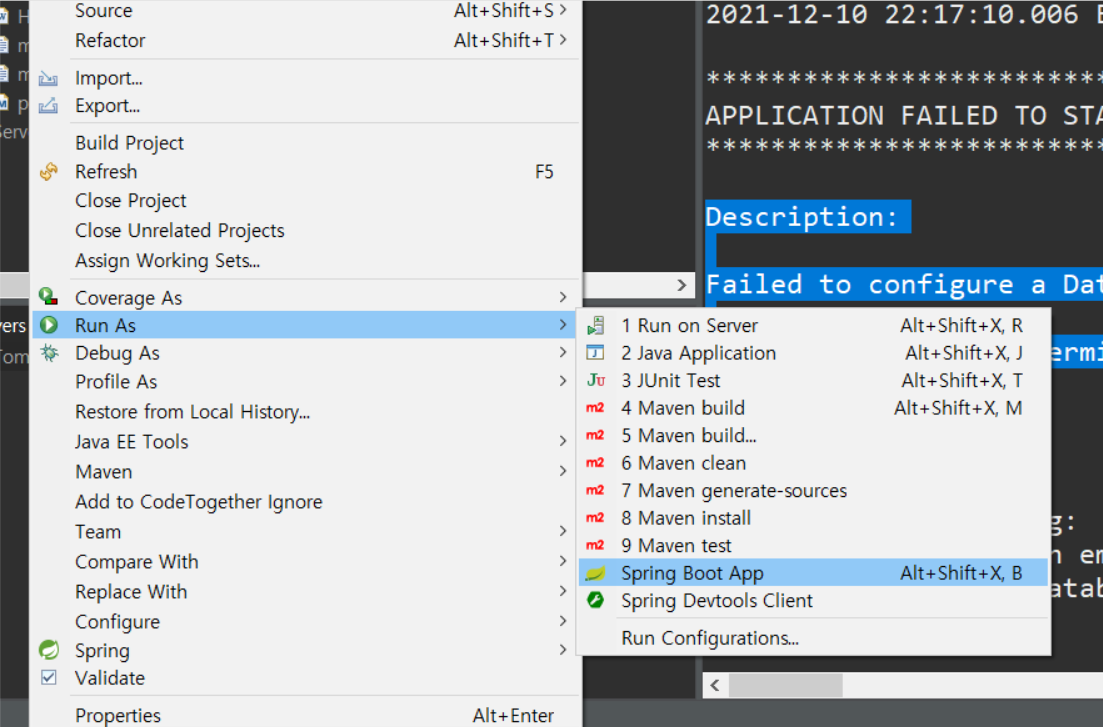 Source Alt+Shift+S >
Refactor Alt+Shift+T >
Import...
Export...
Build Project
Refresh F5
Close Project
Close Unrelated Projects
Assign Working Sets...
Coverage As >
Run As >
Debug As >
Profile As >
Restore from Local History...
Java EE Tools >
Maven >
Add to CodeTogether Ignore
Team >
Compare With >
Replace With >
Configure >
Spring >
Validate
Properties Alt+Enter
1 Run on Server Alt+Shift+X, R
2 Java Application Alt+Shift+X, J
3 JUnit Test Alt+Shift+X, T
4 Maven build Alt+Shift+X, M
5 Maven build...
6 Maven clean
7 Maven generate-sources
8 Maven install
9 Maven test
Spring Boot App Alt+Shift+X, B
Spring Devtools Client
Run Configurations...
2021-12-10 22:17:10.006
***************************
APPLICATION FAILED TO STA
***************************
Description:
Failed to configure a Dat
ermi
g:
n em
atab